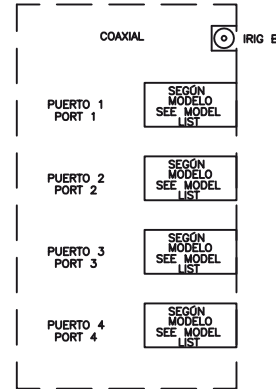 COAXIAL
IRIG B
PUERTO 1
PORT 1
SEGÚN
MODELO
SEE MODEL
LIST
PUERTO 2
PORT 2
SEGÚN
MODELO
SEE MODEL
LIST
PUERTO 3
PORT 3
SEGÚN
MODELO
SEE MODEL
LIST
PUERTO 4
PORT 4
SEGÚN
MODELO
SEE MODEL
LIST